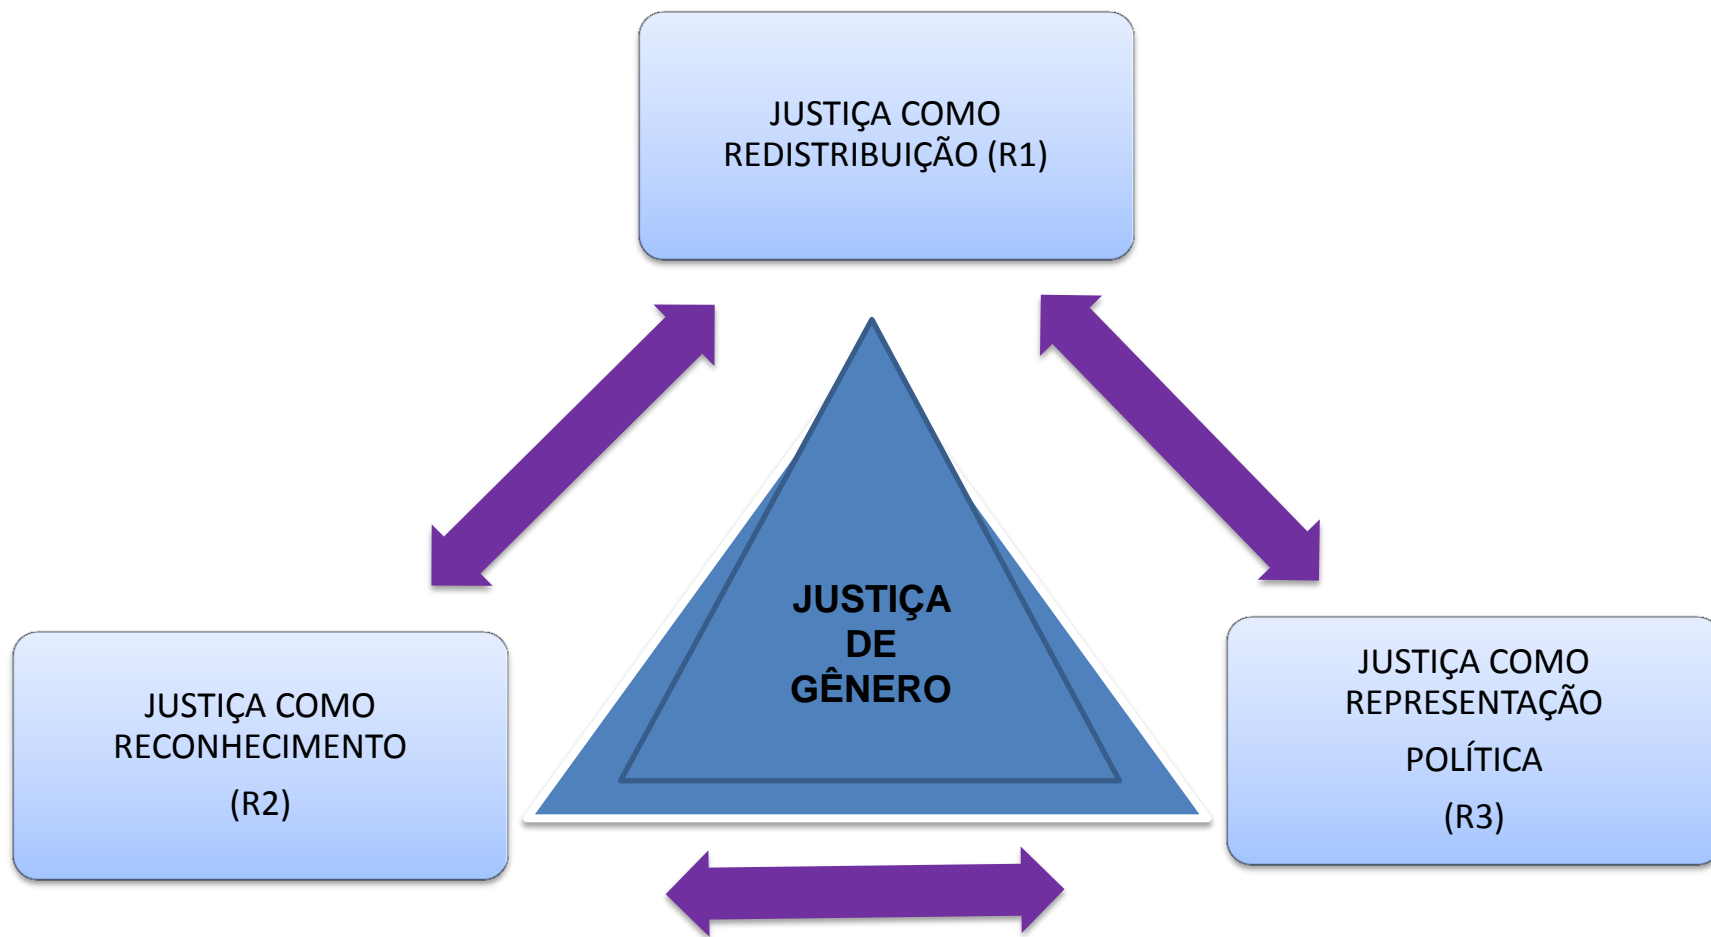 JUSTIÇA COMO
REDISTRIBUIÇÃO (R1)
JUSTIÇA
DE
GÊNERO
JUSTIÇA COMO
RECONHECIMENTO
(R2)
JUSTIÇA COMO
REPRESENTAÇÃO
POLÍTICA
(R3)